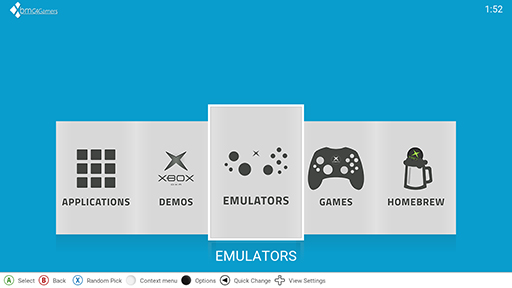 XBMC4Gamers
1:52
APPLICATIONS
XBOX
DEMOS
EMULATORS
GAMES
HOMEBREW
EMULATORS
A Select B Back X Random Pick Context menu Options Quick Change View Settings